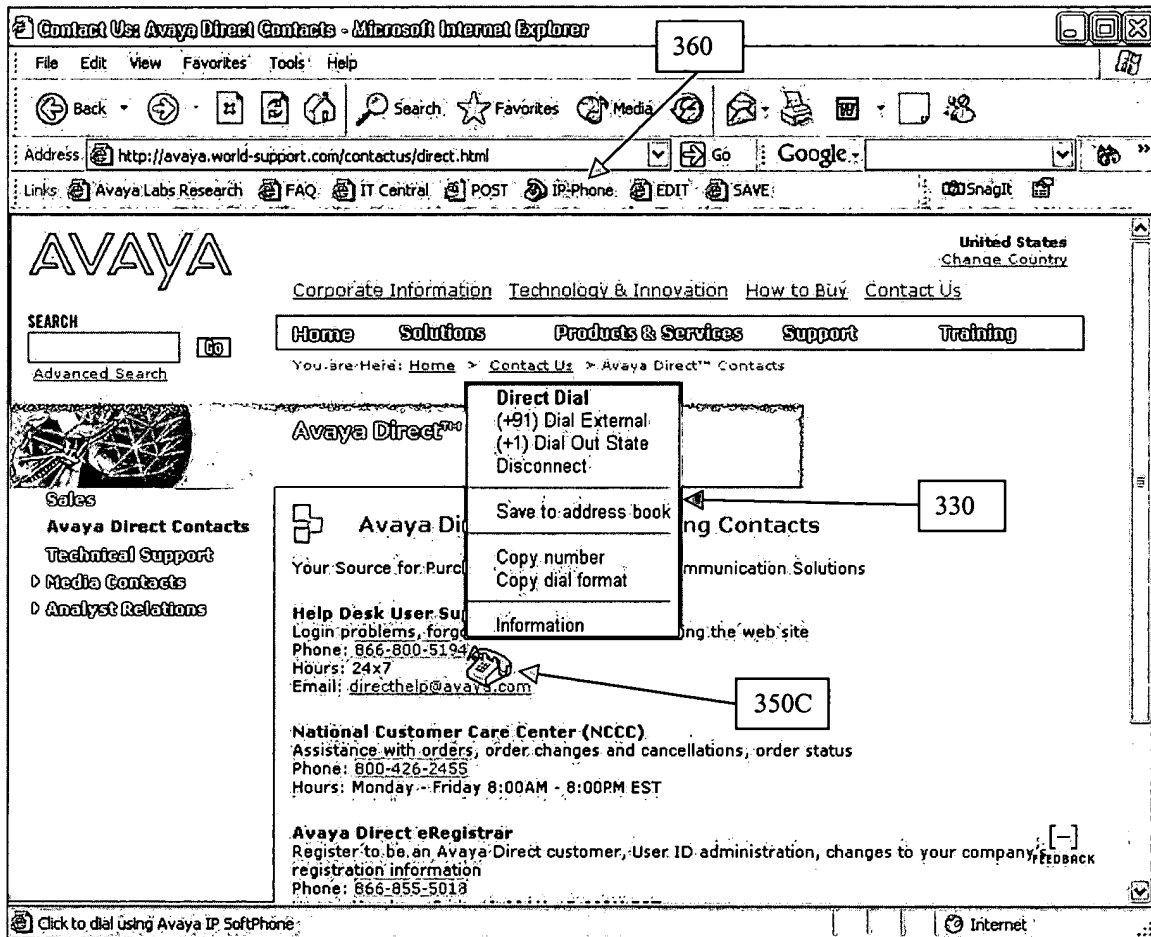 Contact Us: Avaya Direct Contacts - Microsoft Internet Explorer
360
File Edit View Favorites Tools Help
Back Search Favorites Media
Address http://avaya.world-support.com/contactus/direct.html Go Google
Links Avaya Labs Research FAQ IT Central POST IP-Phone EDIT SAVE SnagIt
AVAYA
United States
Change Country
Corporate Information Technology & Innovation How to Buy Contact Us
SEARCH
Go
Advanced Search
Home Solutions Products & Services Support Training
You are Here: Home > Contact Us > Avaya Direct™ Contacts
Avaya Direct™
Direct Dial
(+91) Dial External
(+1) Dial Out State
Disconnect
Save to address book
Copy number
Copy dial format
Information
330
Sales
Avaya Direct Contacts
Technical Support
Media Contacts
Analyst Relations
Avaya Di ng Contacts
Your Source for Purc mmunication Solutions
Help Desk User Su
Login problems, forgo ng the web site
Phone: 866-800-5194
Hours: 24x7
Email: directhelp@avaya.com
350C
National Customer Care Center (NCCC)
Assistance with orders, order changes and cancellations, order status
Phone: 800-426-2455
Hours: Monday - Friday 8:00AM - 8:00PM EST
Avaya Direct eRegistrar
Register to be an Avaya Direct customer, User ID administration, changes to your company's
registration information
Phone: 866-855-5018
[-]
FEEDBACK
Click to dial using Avaya IP SoftPhone Internet